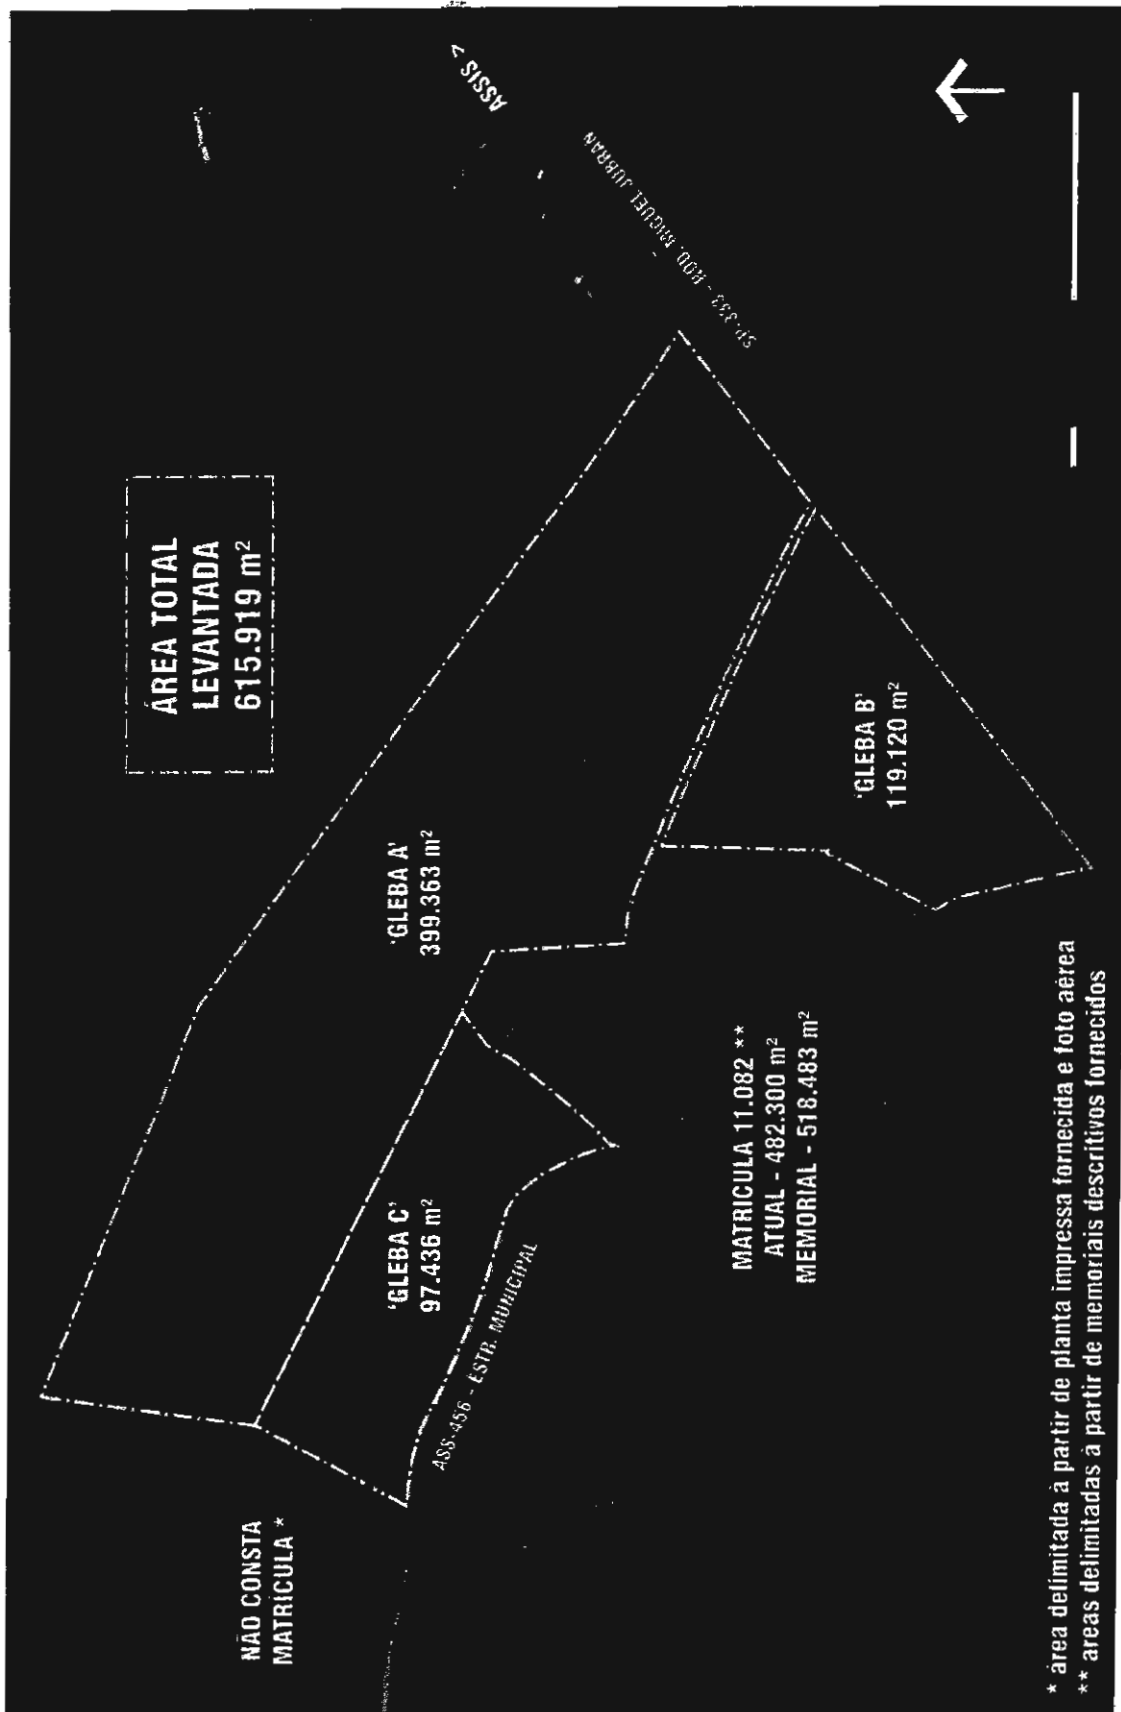 ÁREA TOTAL
LEVANTADA
615.919 m²
ASSIS >
SP-333 - ROD. MIGUEL JUBRAN
'GLEBA A'
399.363 m²
'GLEBA C'
97.436 m²
'GLEBA B'
119.120 m²
NÃO CONSTA
MATRÍCULA *
ASS-456 - ESTR. MUNICIPAL
MATRICULA 11.082 **
ATUAL - 482.300 m²
MEMORIAL - 518.483 m²
* área delimitada à partir de planta impressa fornecida e foto aérea
** áreas delimitadas à partir de memoriais descritivos fornecidos